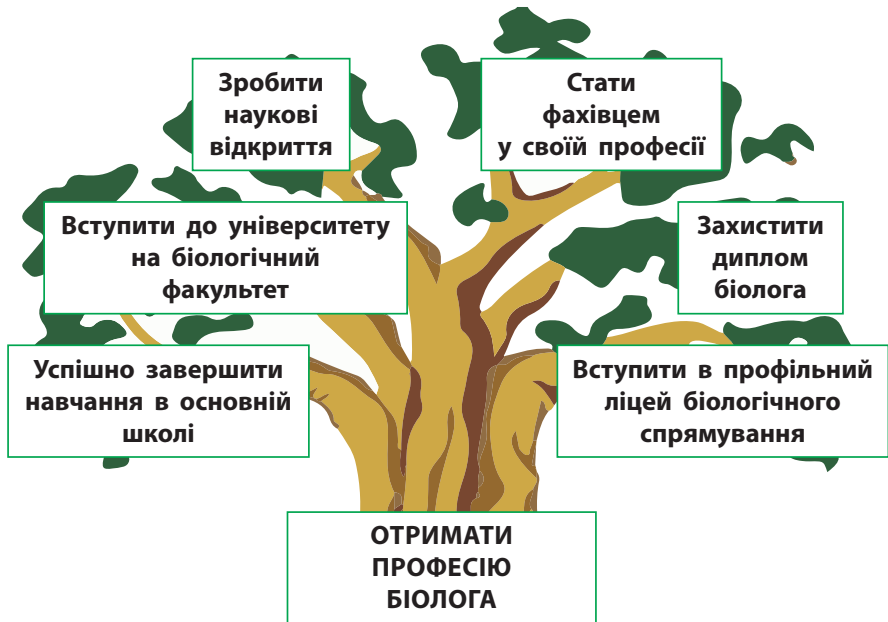 Зробити
наукові
відкриття
Стати
фахівцем
у своїй професії
Вступити до університету
на біологічний
факультет
Захистити
диплом
біолога
Успішно завершити
навчання в основній
школі
Вступити в профільний
ліцей біологічного
спрямування
ОТРИМАТИ
ПРОФЕСІЮ
БІОЛОГА